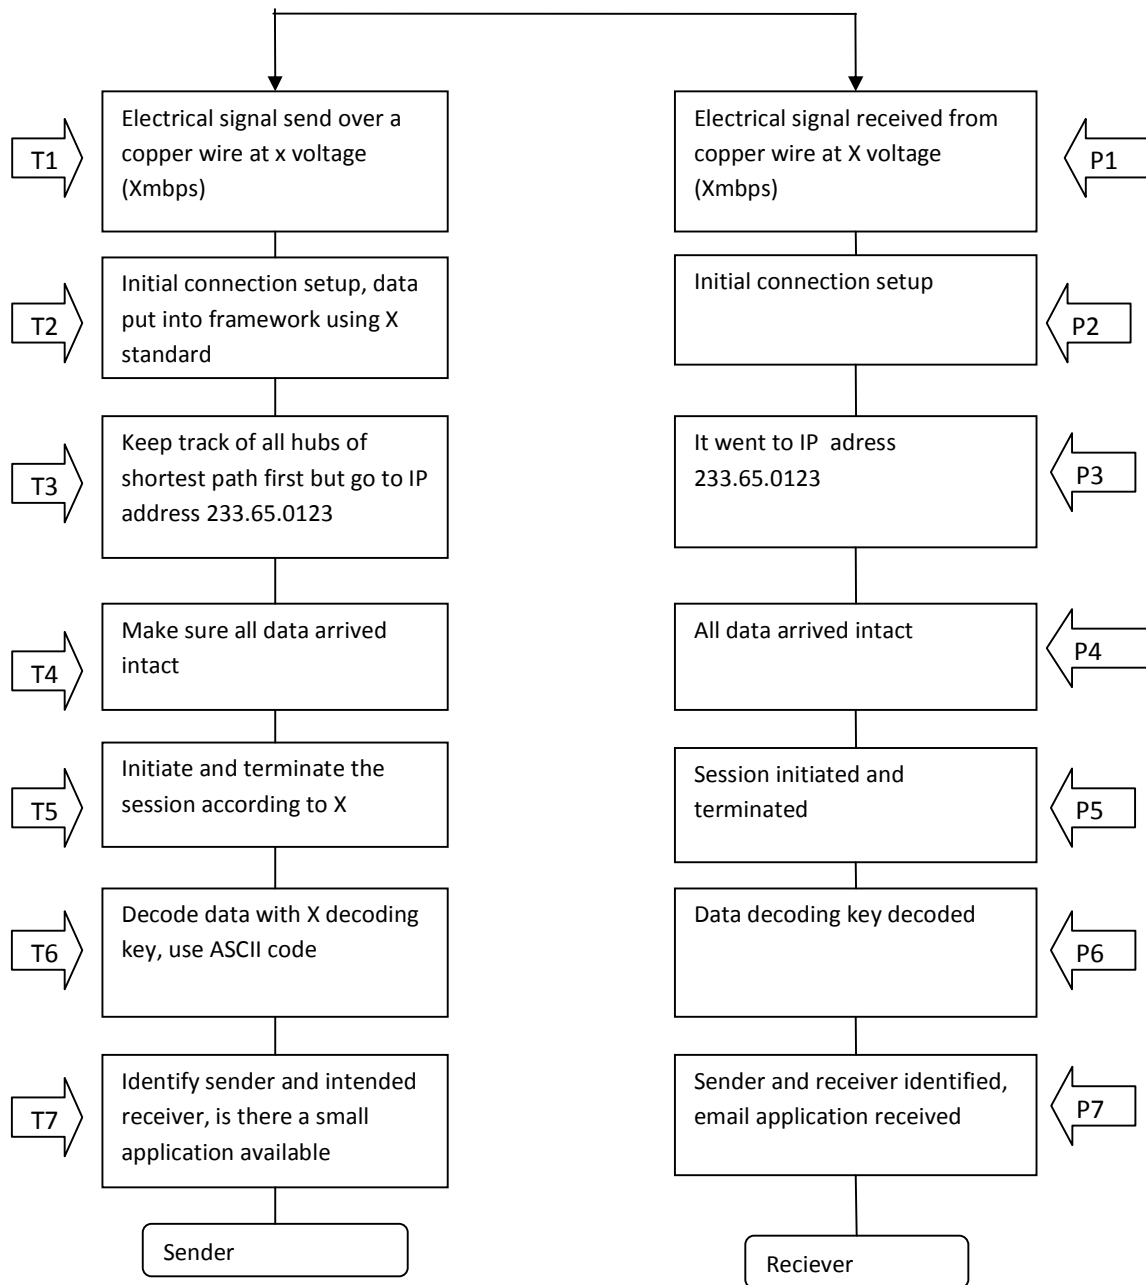 T1
Electrical signal send over a
copper wire at x voltage
(Xmbps)
Electrical signal received from
copper wire at X voltage
(Xmbps)
P1
T2
Initial connection setup, data
put into framework using X
standard
Initial connection setup
P2
T3
Keep track of all hubs of
shortest path first but go to IP
address 233.65.0123
It went to IP  adress
233.65.0123
P3
T4
Make sure all data arrived
intact
All data arrived intact
P4
T5
Initiate and terminate the
session according to X
Session initiated and
terminated
P5
T6
Decode data with X decoding
key, use ASCII code
Data decoding key decoded
P6
T7
Identify sender and intended
receiver, is there a small
application available
Sender and receiver identified,
email application received
P7
Sender
Reciever